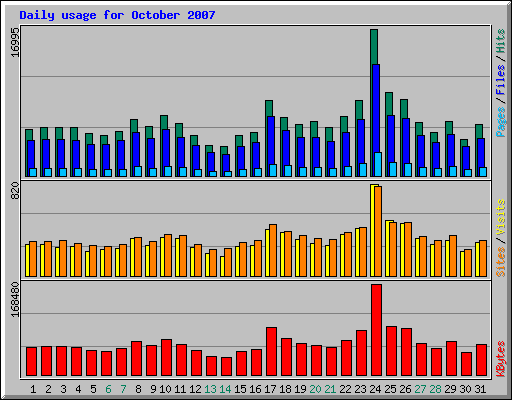 Daily usage for October 2007
16995
Pages / Files / Hits
820
Sites / Visits
168480
KBytes
1 2 3 4 5 6 7 8 9 10 11 12 13 14 15 16 17 18 19 20 21 22 23 24 25 26 27 28 29 30 31